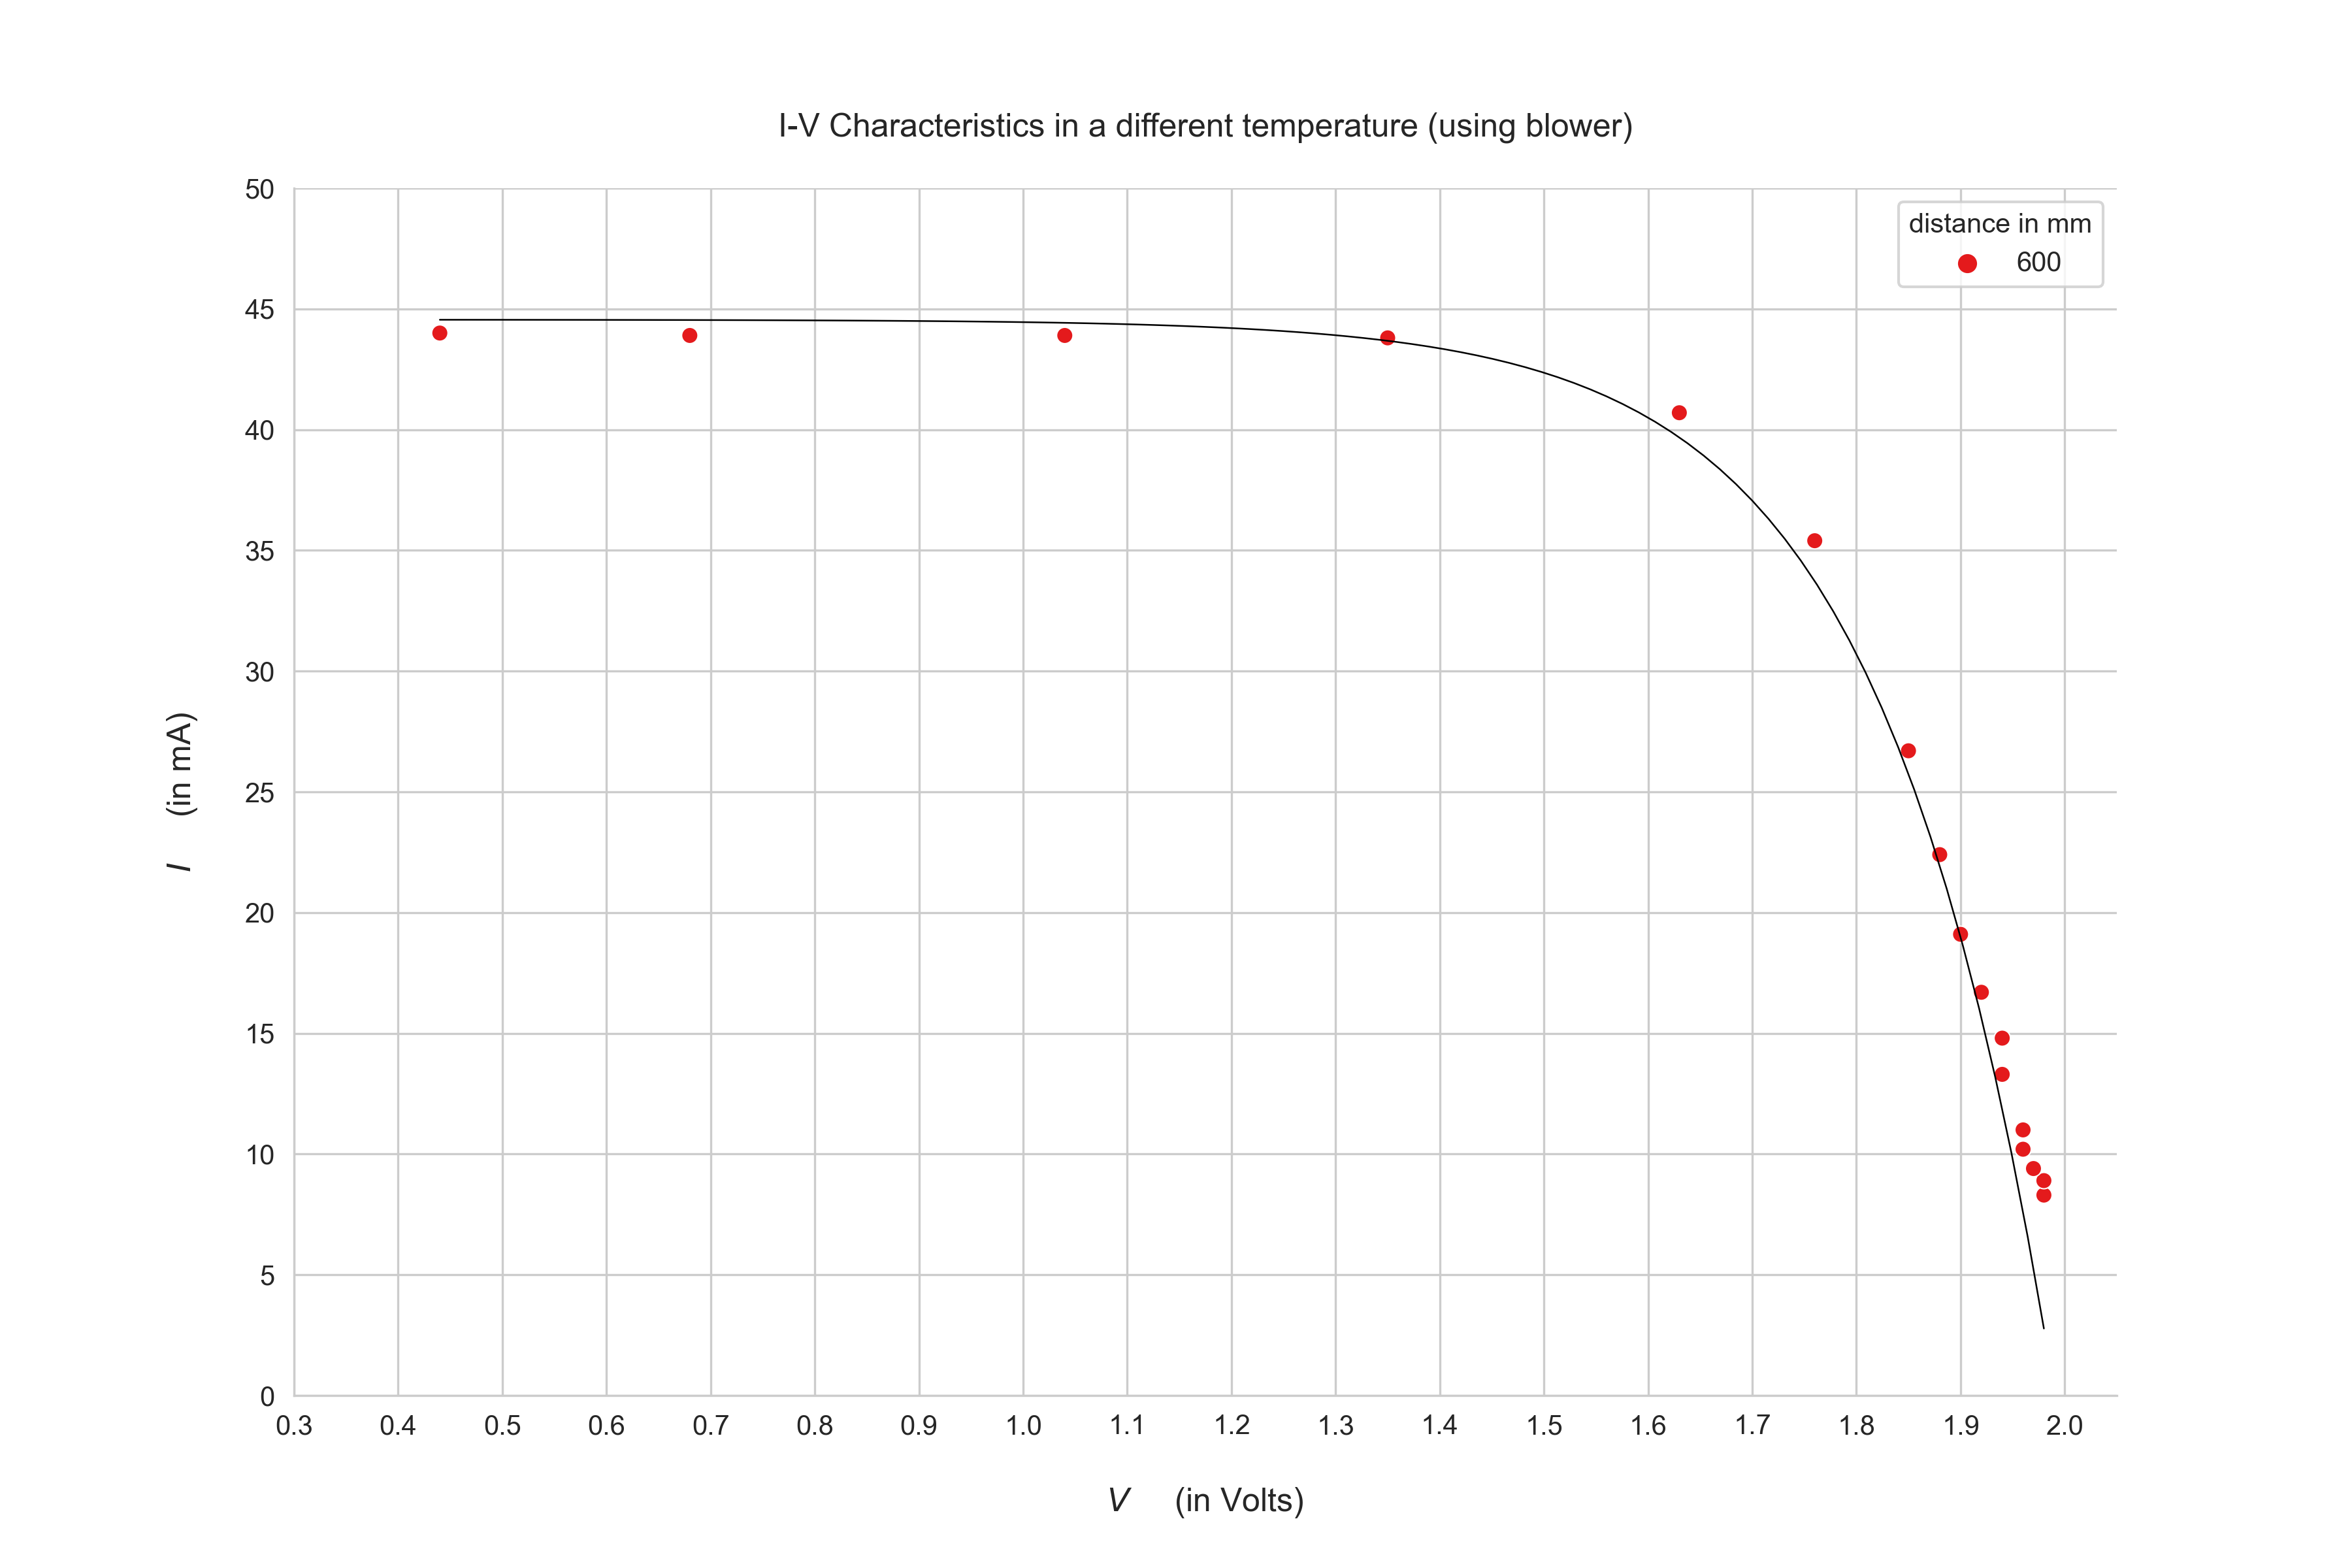 I-V Characteristics in a different temperature (using blower)
distance in mm
600
50
45
40
35
30
25
20
15
10
5
0
I (in mA)
0.3 0.4 0.5 0.6 0.7 0.8 0.9 1.0 1.1 1.2 1.3 1.4 1.5 1.6 1.7 1.8 1.9 2.0
V (in Volts)